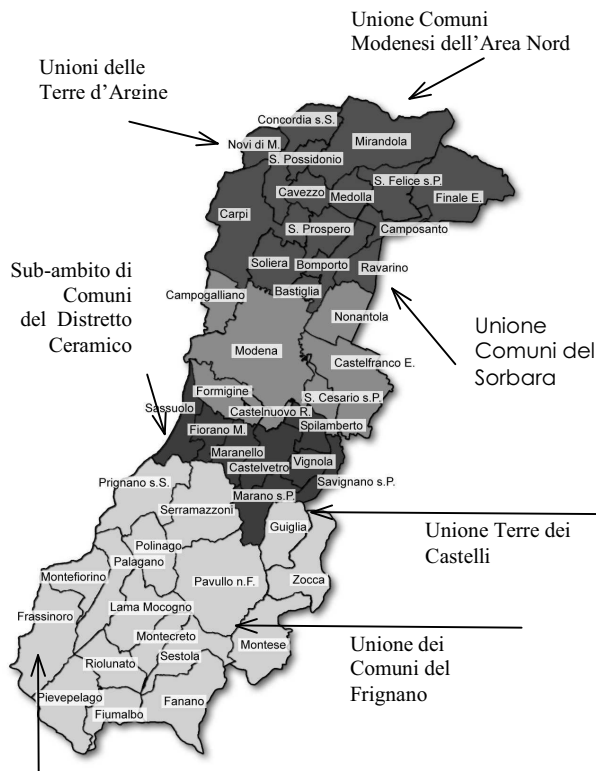 Unione Comuni
Modenesi dell'Area Nord
Unioni delle
Terre d'Argine
Concordia s.S.
Novi di M.
Mirandola
S. Possidonio
S. Felice s.P.
Cavezzo
Medolla
Finale E.
Carpi
S. Prospero
Camposanto
Soliera
Bomporto
Ravarino
Sub-ambito di
Comuni
del Distretto
Ceramico
Campogalliano
Bastiglia
Nonantola
Unione
Comuni del
Sorbara
Modena
Castelfranco E.
Formigine
S. Cesario s.P.
Sassuolo
Castelnuovo R.
Fiorano M.
Spilamberto
Maranello
Castelvetro
Vignola
Prignano s.S.
Savignano s.P.
Marano s.P.
Serramazzoni
Guiglia
Unione Terre dei
Castelli
Polinago
Palagano
Montefiorino
Pavullo n.F.
Zocca
Frassinoro
Lama Mocogno
Montecreto
Montese
Unione dei
Comuni del
Frignano
Sestola
Riolunato
Pievepelago
Fanano
Fiumalbo